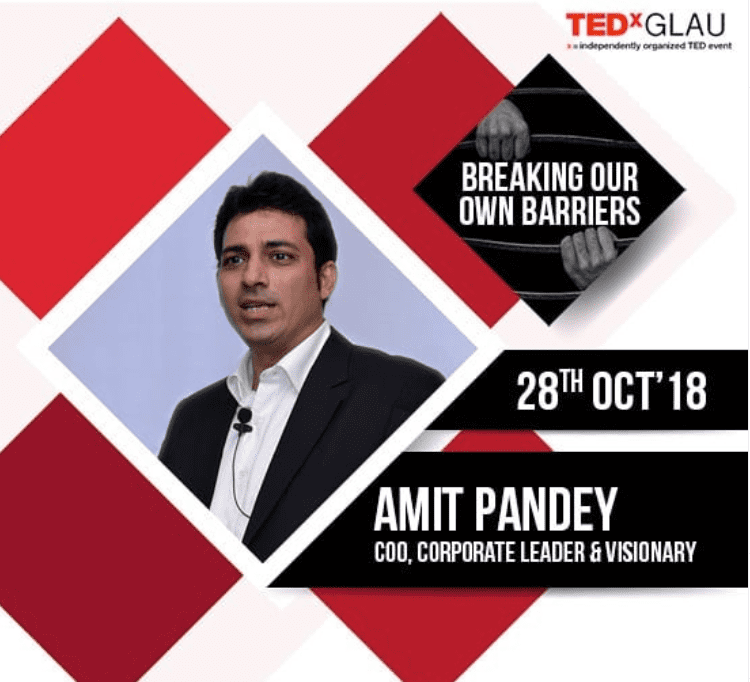 TEDxGLAU
x = independently organized TED event
BREAKING OUR
OWN BARRIERS
28TH OCT'18
AMIT PANDEY
COO, CORPORATE LEADER & VISIONARY